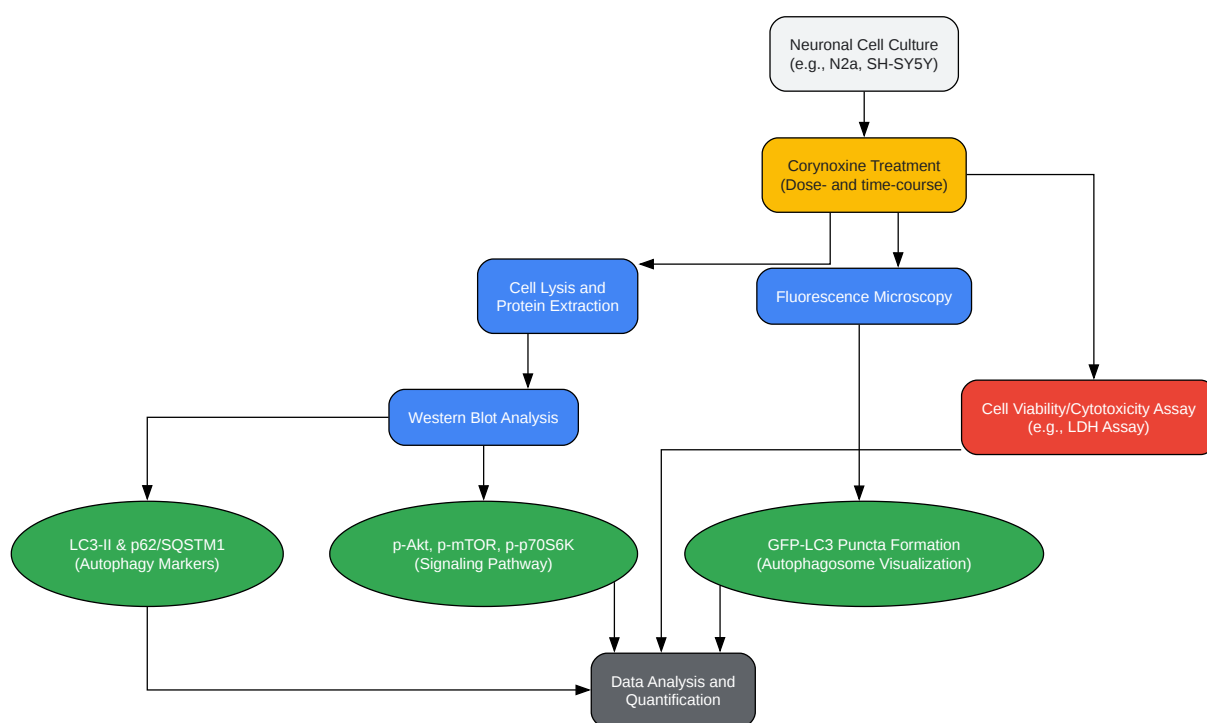 Neuronal Cell Culture
(e.g., N2a, SH-SY5Y)
Corynoxine Treatment
(Dose- and time-course)
Cell Lysis and
Protein Extraction
Fluorescence Microscopy
Western Blot Analysis
Cell Viability/Cytotoxicity Assay
(e.g., LDH Assay)
LC3-II & p62/SQSTM1
(Autophagy Markers)
p-Akt, p-mTOR, p-p70S6K
(Signaling Pathway)
GFP-LC3 Puncta Formation
(Autophagosome Visualization)
Data Analysis and
Quantification